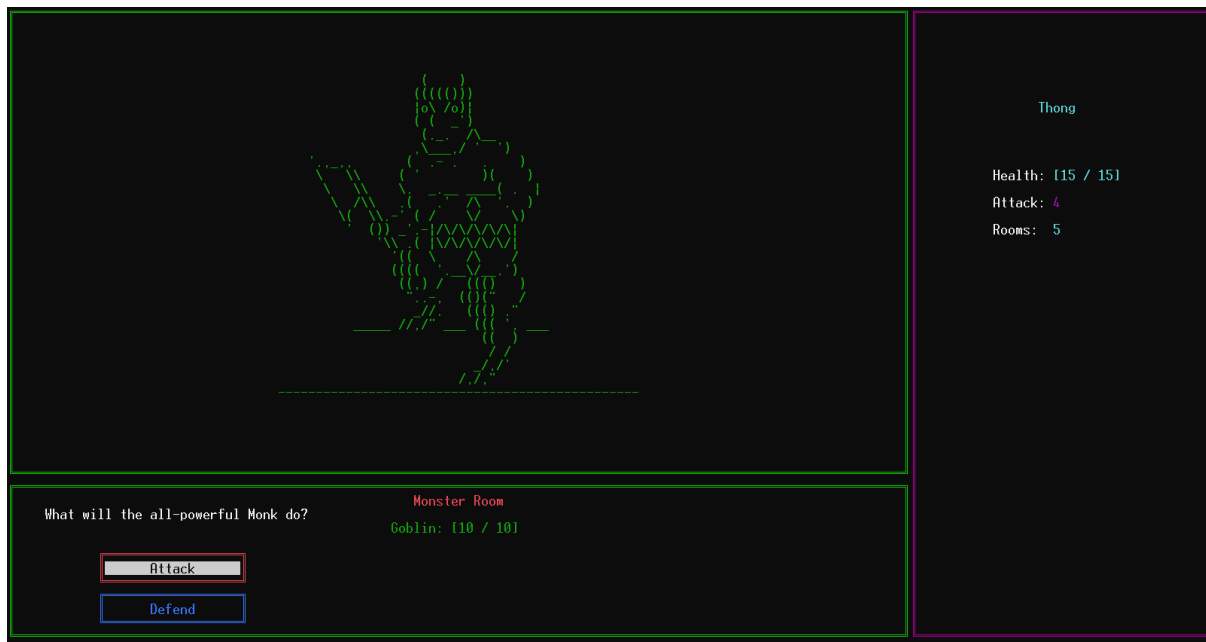 What will the all-powerful Monk do?
Monster Room
Goblin: [10 / 10]
Attack
Defend
Thong
Health: [15 / 15]
Attack: 4
Rooms: 5